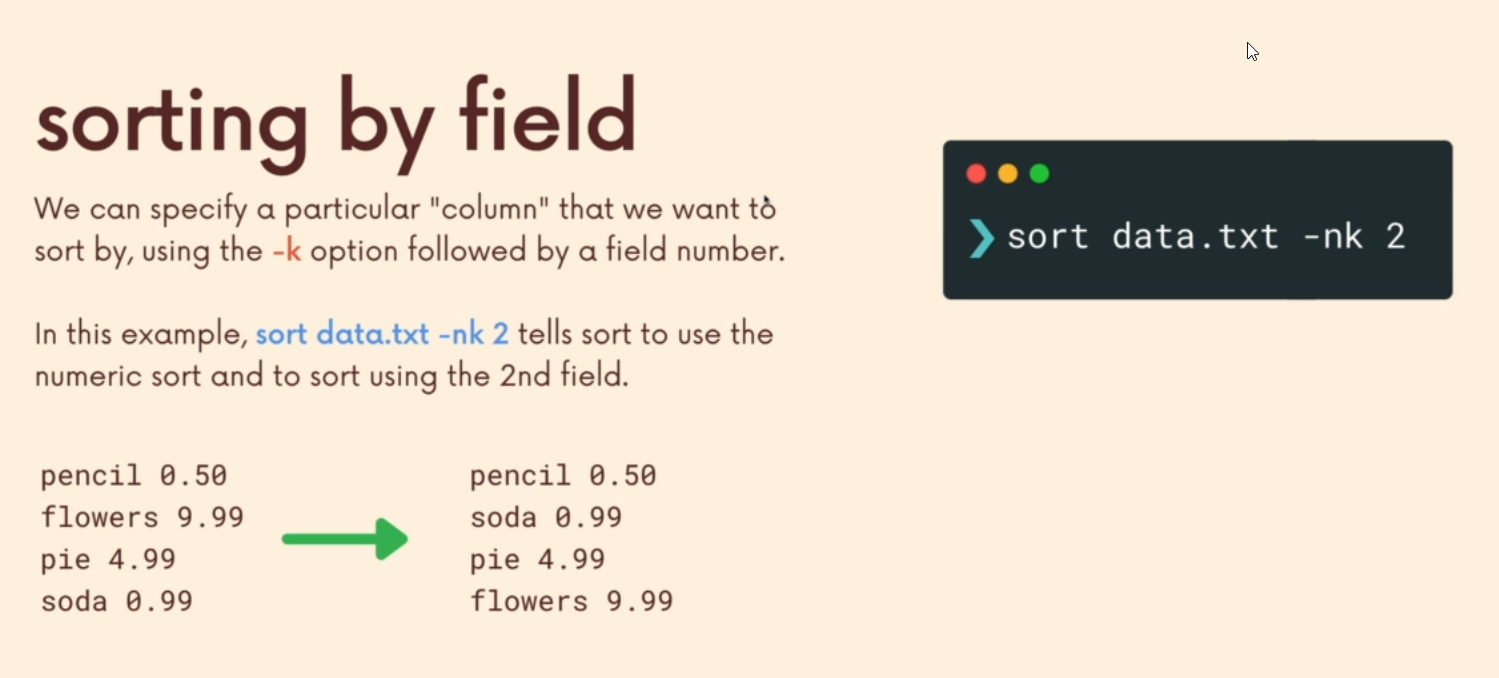 sorting by field
We can specify a particular "column" that we want to
sort by, using the -k option followed by a field number.
In this example, sort data.txt -nk 2 tells sort to use the
numeric sort and to sort using the 2nd field.
pencil 0.50
flowers 9.99
pie 4.99
soda 0.99
pencil 0.50
soda 0.99
pie 4.99
flowers 9.99
❯ sort data.txt -nk 2